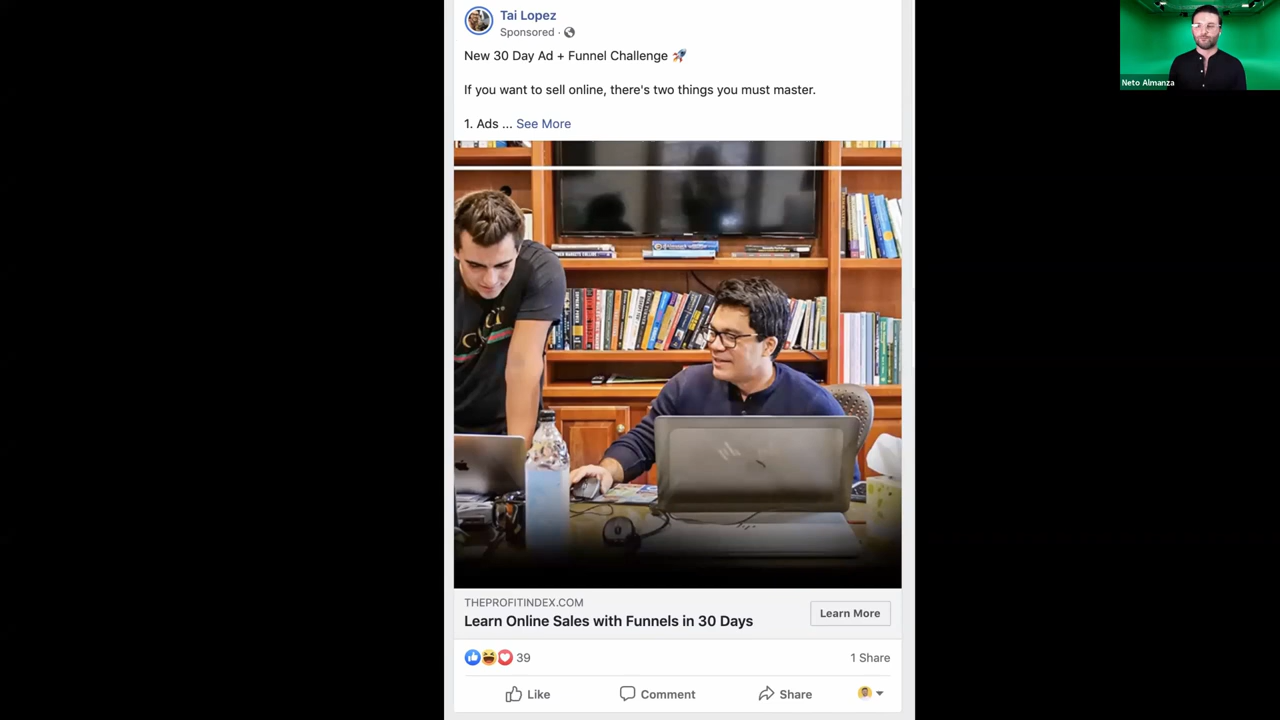 Tai Lopez
Sponsored ·
New 30 Day Ad + Funnel Challenge 🚀
If you want to sell online, there's two things you must master.
1. Ads ... See More
THEPROFITINDEX.COM
Learn Online Sales with Funnels in 30 Days
Learn More
39
1 Share
Like
Comment
Share
Neto Almanza